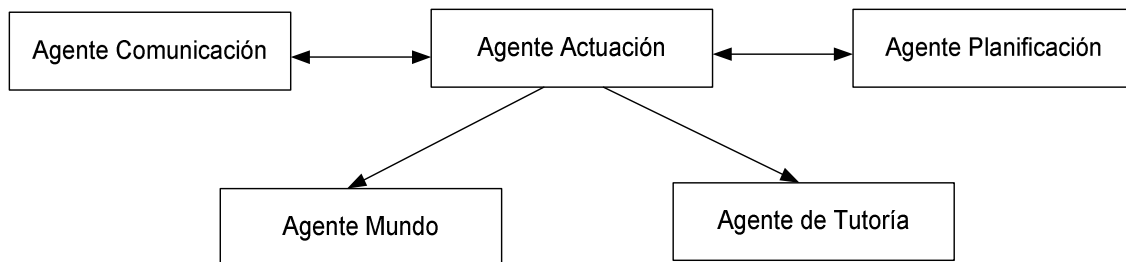 Agente Comunicación
Agente Actuación
Agente Planificación
Agente Mundo
Agente de Tutoría